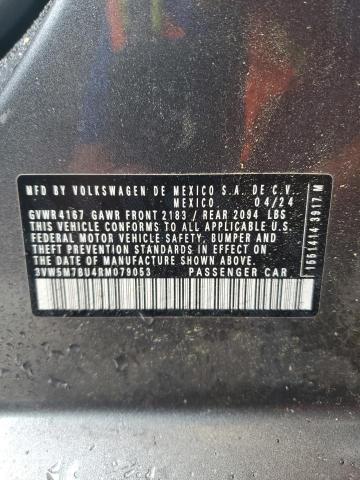 MFD BY VOLKSWAGEN DE MEXICO S.A. DE C.V.
MEXICO 04/24
GVWR 4167 GAWR FRONT 2183 / REAR 2094 LBS
THIS VEHICLE CONFORMS TO ALL APPLICABLE U.S.
FEDERAL MOTOR VEHICLE SAFETY, BUMPER, AND
THEFT PREVENTION STANDARDS IN EFFECT ON THE
DATE OF MANUFACTURE SHOWN ABOVE.
3VW5M7BU4RM079053 PASSENGER CAR
1661414 3917 M